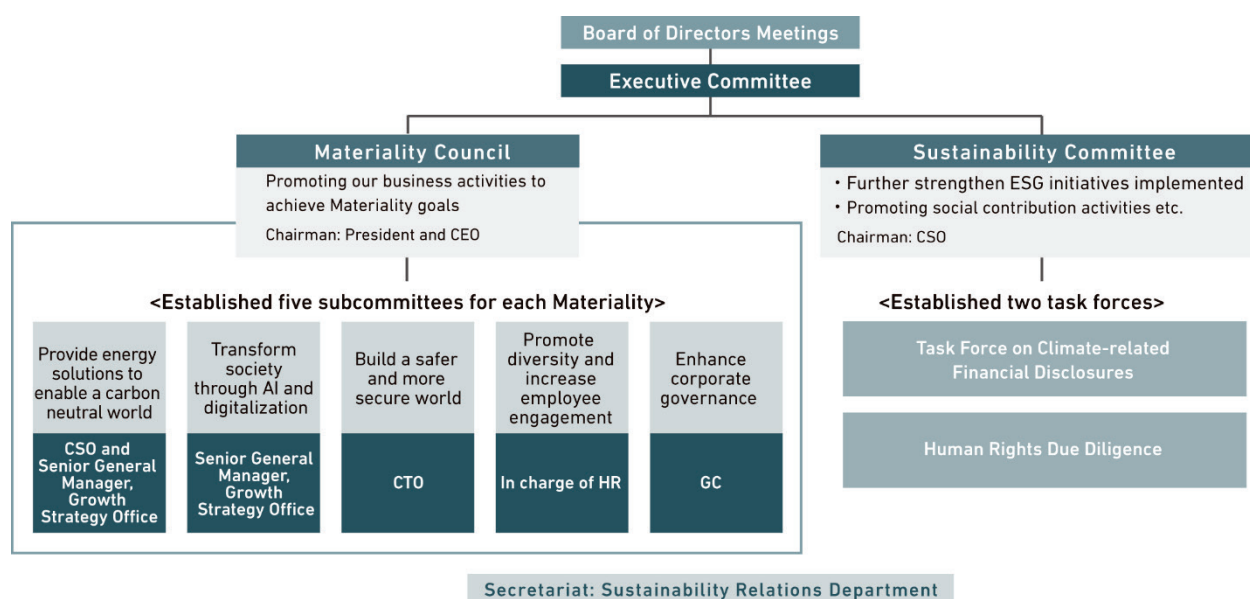 Board of Directors Meetings
Executive Committee
Materiality Council
Promoting our business activities to
achieve Materiality goals
Chairman: President and CEO
Sustainability Committee
・Further strengthen ESG initiatives implemented
・Promoting social contribution activities etc.
Chairman: CSO
<Established five subcommittees for each Materiality>
Provide energy
solutions to
enable a carbon
neutral world
CSO and
Senior General
Manager,
Growth
Strategy Office
Transform
society
through AI and
digitalization
Senior General
Manager,
Growth
Strategy Office
Build a safer
and more
secure world
CTO
Promote
diversity and
increase
employee
engagement
In charge of HR
Enhance
corporate
governance
GC
<Established two task forces>
Task Force on Climate-related
Financial Disclosures
Human Rights Due Diligence
Secretariat: Sustainability Relations Department